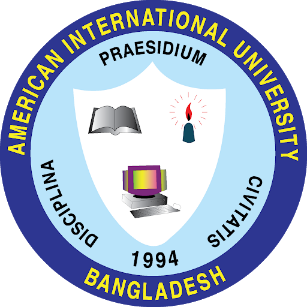 AMERICAN INTERNATIONAL UNIVERSITY
BANGLADESH
PRAESIDIUM
DISCIPLINA
CIVITATIS
1994